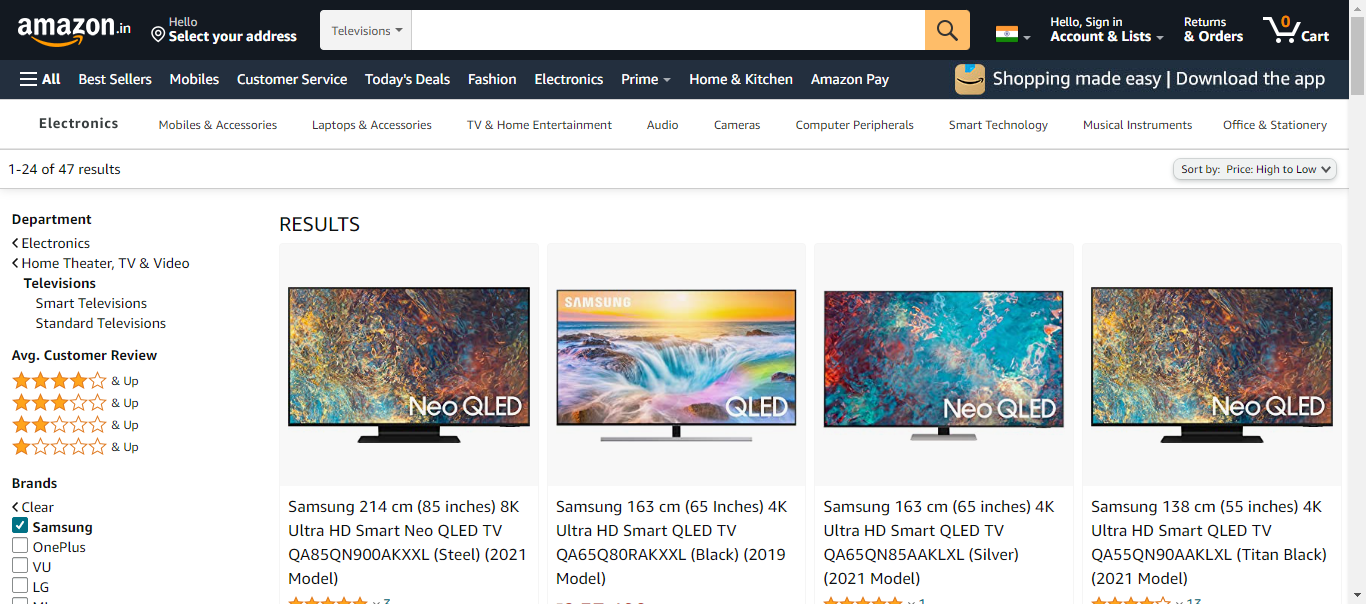 amazon.in
Hello
Select your address
Televisions
Hello, Sign in
Account & Lists
Returns
& Orders
0
Cart
All
Best Sellers
Mobiles
Customer Service
Today's Deals
Fashion
Electronics
Prime
Home & Kitchen
Amazon Pay
Shopping made easy | Download the app
Electronics
Mobiles & Accessories
Laptops & Accessories
TV & Home Entertainment
Audio
Cameras
Computer Peripherals
Smart Technology
Musical Instruments
Office & Stationery
1-24 of 47 results
Sort by: Price: High to Low
Department
Electronics
Home Theater, TV & Video
Televisions
Smart Televisions
Standard Televisions
Avg. Customer Review
& Up
& Up
& Up
& Up
Brands
Clear
Samsung
OnePlus
VU
LG
RESULTS
Neo QLED
Samsung 214 cm (85 inches) 8K
Ultra HD Smart Neo QLED TV
QA85QN900AKXXL (Steel) (2021
Model)
SAMSUNG
QLED
Samsung 163 cm (65 Inches) 4K
Ultra HD Smart QLED TV
QA65Q80RAKXXL (Black) (2019
Model)
Neo QLED
Samsung 163 cm (65 inches) 4K
Ultra HD Smart QLED TV
QA65QN85AAKLXL (Silver)
(2021 Model)
Neo QLED
Samsung 138 cm (55 inches) 4K
Ultra HD Smart QLED TV
QA55QN90AAKLXL (Titan Black)
(2021 Model)